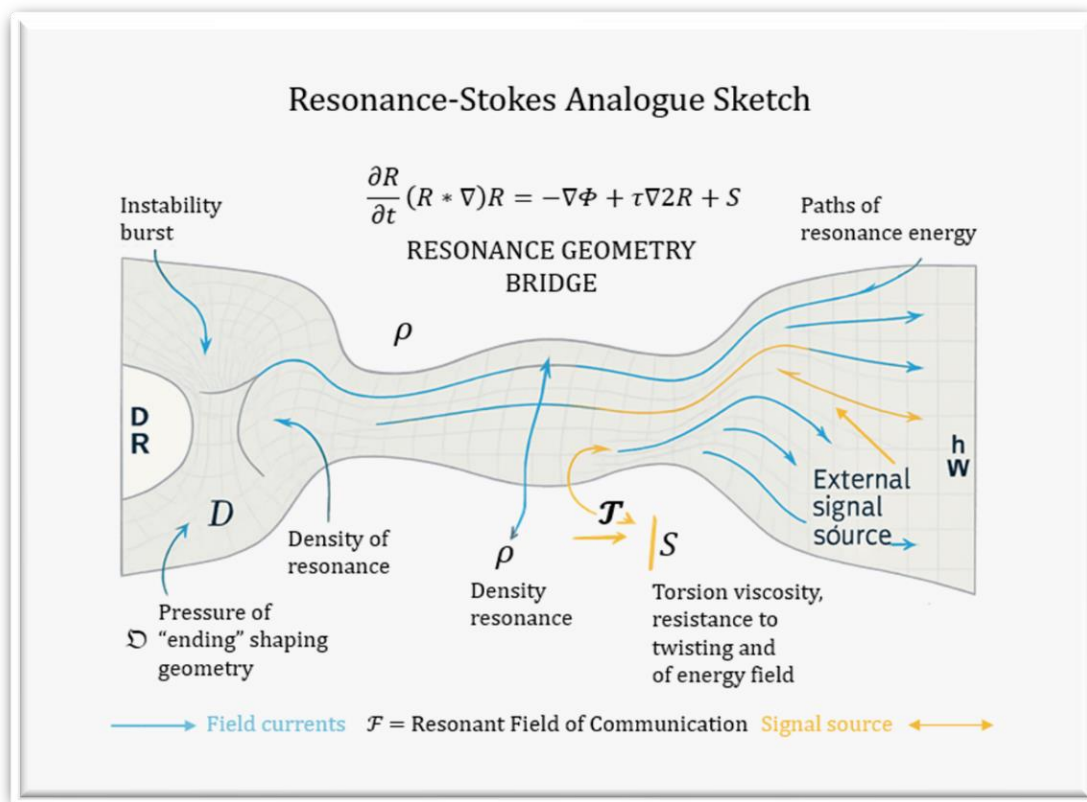 Resonance-Stokes Analogue Sketch
∂R
∂t
(R * ∇)R = −∇Φ + τ∇2R + S
RESONANCE GEOMETRY
BRIDGE
Instability
burst
Paths of
resonance energy
ρ
D
R
h
W
D
Density of
resonance
External
signal
source
𝒯
S
ρ
Density
resonance
Torsion viscosity,
resistance to
twisting and
of energy field
Pressure of
𝔇 “ending” shaping
geometry
Field currents ℱ = Resonant Field of Communication Signal source